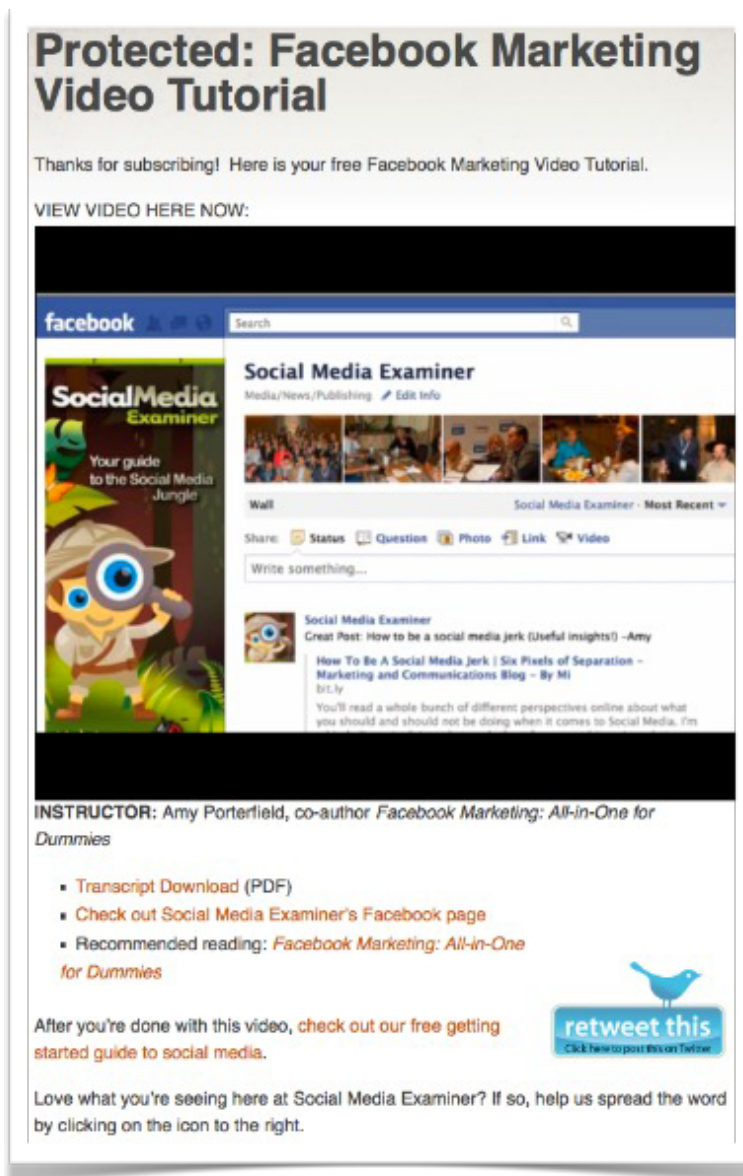 Protected: Facebook Marketing
Video Tutorial
Thanks for subscribing!  Here is your free Facebook Marketing Video Tutorial.
VIEW VIDEO HERE NOW:
facebook
Search
SocialMedia
Examiner
Your guide
to the Social Media
Jungle
Social Media Examiner
Media/News/Publishing Edit Info
Wall Social Media Examiner · Most Recent
Share: Status Question Photo Link Video
Write something...
Social Media Examiner
Great Post: How to be a social media jerk (Useful insights!) –Amy
How To Be A Social Media Jerk | Six Pixels of Separation –
Marketing and Communications Blog – By Mi
bit.ly
You'll read a whole bunch of different perspectives online about what
you should and should not be doing when it comes to Social Media. I'm
INSTRUCTOR: Amy Porterfield, co-author Facebook Marketing: All-in-One for
Dummies
▪ Transcript Download (PDF)
▪ Check out Social Media Examiner's Facebook page
▪ Recommended reading: Facebook Marketing: All-in-One
for Dummies
After you're done with this video, check out our free getting
started guide to social media.
retweet this
Click here to post this on Twitter
Love what you're seeing here at Social Media Examiner? If so, help us spread the word
by clicking on the icon to the right.